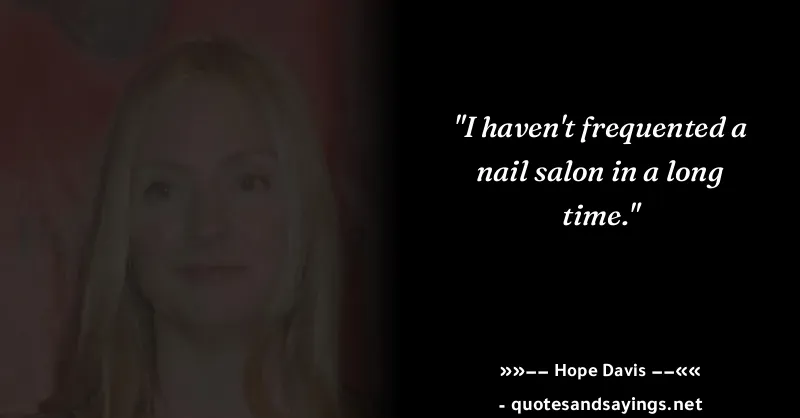 "I haven't frequented a
nail salon in a long
time."
»»−− Hope Davis −−««
- quotesandsayings.net